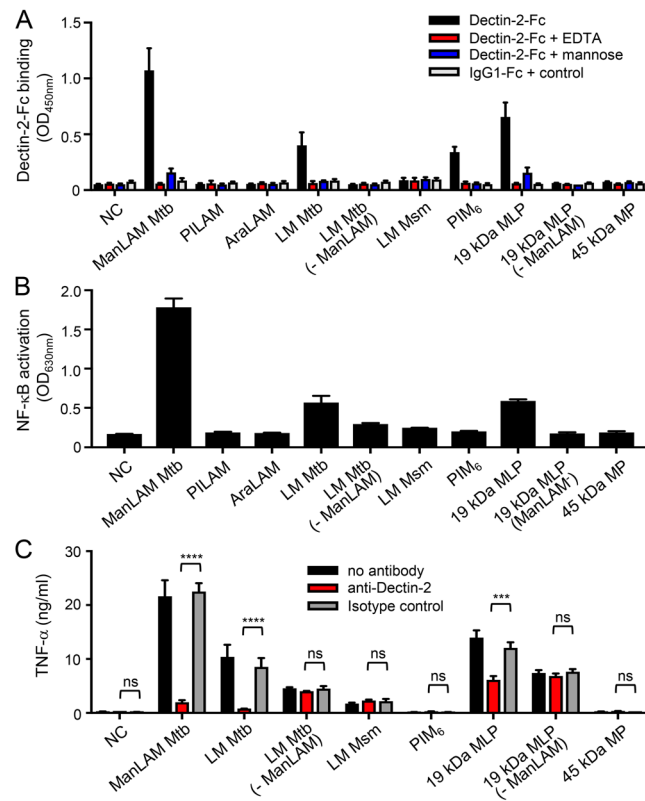 A
Dectin-2-Fc binding
(OD450nm)
1.5
1.0
0.5
0
Dectin-2-Fc
Dectin-2-Fc + EDTA
Dectin-2-Fc + mannose
IgG1-Fc + control
NC
ManLAM Mtb
PILAM
AraLAM
LM Mtb
LM Mtb
(- ManLAM)
LM Msm
PIM6
19 kDa MLP
19 kDa MLP
(- ManLAM)
45 kDa MP
B
NF-κB activation
(OD630nm)
2.0
1.5
1.0
0.5
0
NC
ManLAM Mtb
PILAM
AraLAM
LM Mtb
LM Mtb
(- ManLAM)
LM Msm
PIM6
19 kDa MLP
19 kDa MLP
(ManLAM-)
45 kDa MP
C
TNF-α (ng/ml)
30
20
10
0
no antibody
anti-Dectin-2
Isotype control
ns
****
****
ns
ns
ns
***
ns
ns
NC
ManLAM Mtb
LM Mtb
LM Mtb
(- ManLAM)
LM Msm
PIM6
19 kDa MLP
19 kDa MLP
(- ManLAM)
45 kDa MP